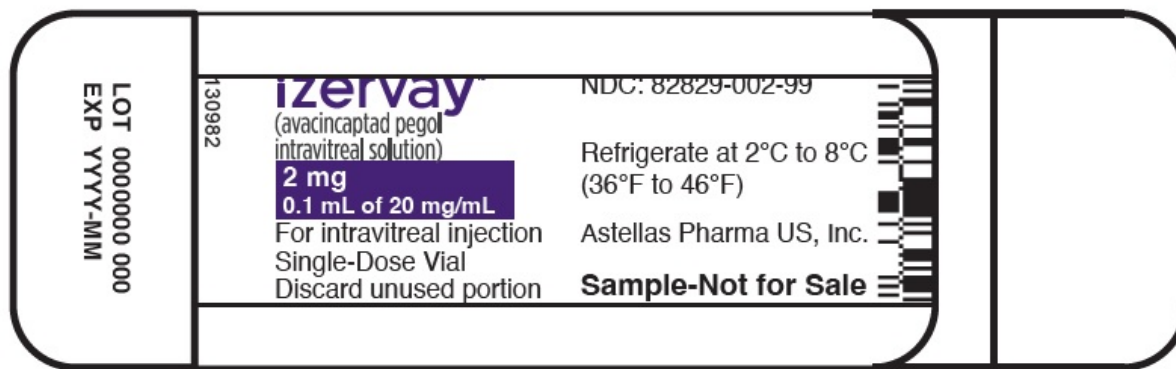 LOT 0000000 000
EXP YYYY-MM
130982
izervay™
(avacincaptad pegol
intravitreal solution)
2 mg
0.1 mL of 20 mg/mL
For intravitreal injection
Single-Dose Vial
Discard unused portion
NDC: 82829-002-99
Refrigerate at 2°C to 8°C
(36°F to 46°F)
Astellas Pharma US, Inc.
Sample-Not for Sale